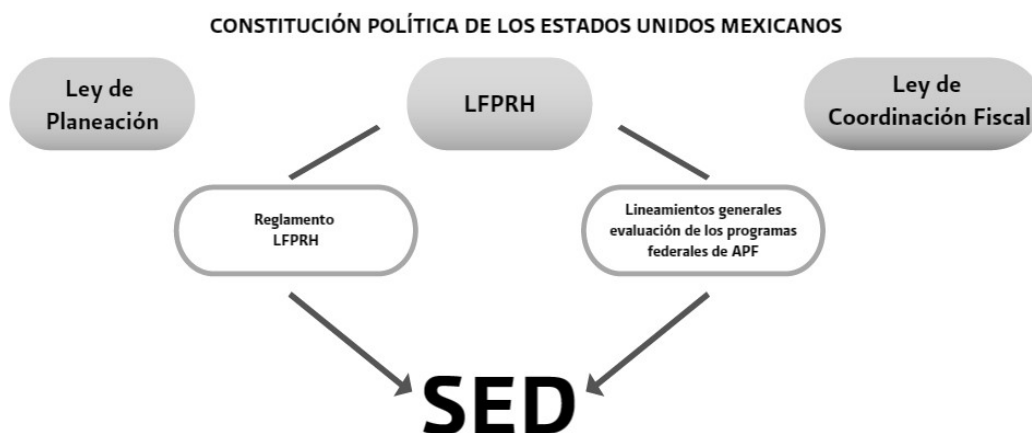 CONSTITUCIÓN POLÍTICA DE LOS ESTADOS UNIDOS MEXICANOS
Ley de
Planeación
LFPRH
Ley de
Coordinación Fiscal
Reglamento
LFPRH
Lineamientos generales
evaluación de los programas
federales de APF
SED